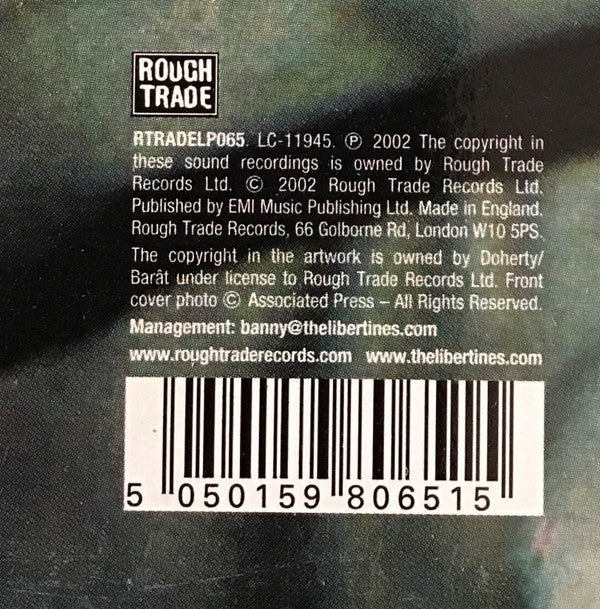 ROUGH
TRADE
RTRADELP065. LC-11945. ℗ 2002 The copyright in
these sound recordings is owned by Rough Trade
Records Ltd. © 2002 Rough Trade Records Ltd.
Published by EMI Music Publishing Ltd. Made in England.
Rough Trade Records, 66 Golborne Rd, London W10 5PS.
The copyright in the artwork is owned by Doherty/
Barât under license to Rough Trade Records Ltd. Front
cover photo © Associated Press – All Rights Reserved.
Management: banny@thelibertines.com
www.roughtraderecords.com www.thelibertines.com
5 050159 806515